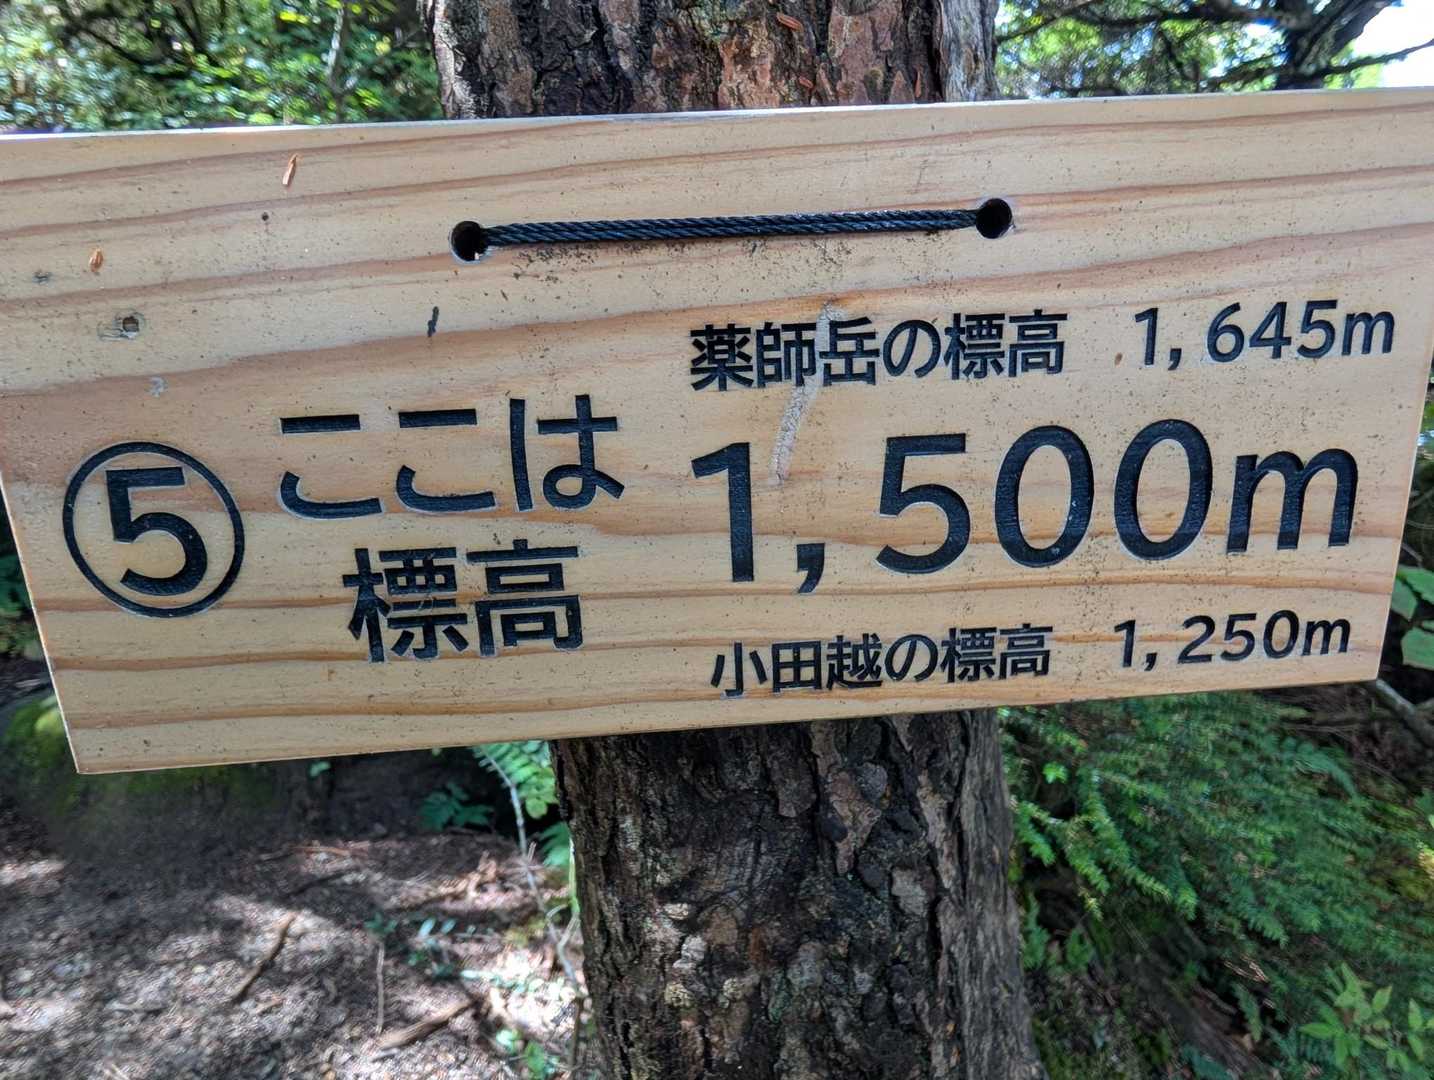 薬師岳の標高 1,645m
⑤ ここは
標高 1,500m
小田越の標高 1,250m